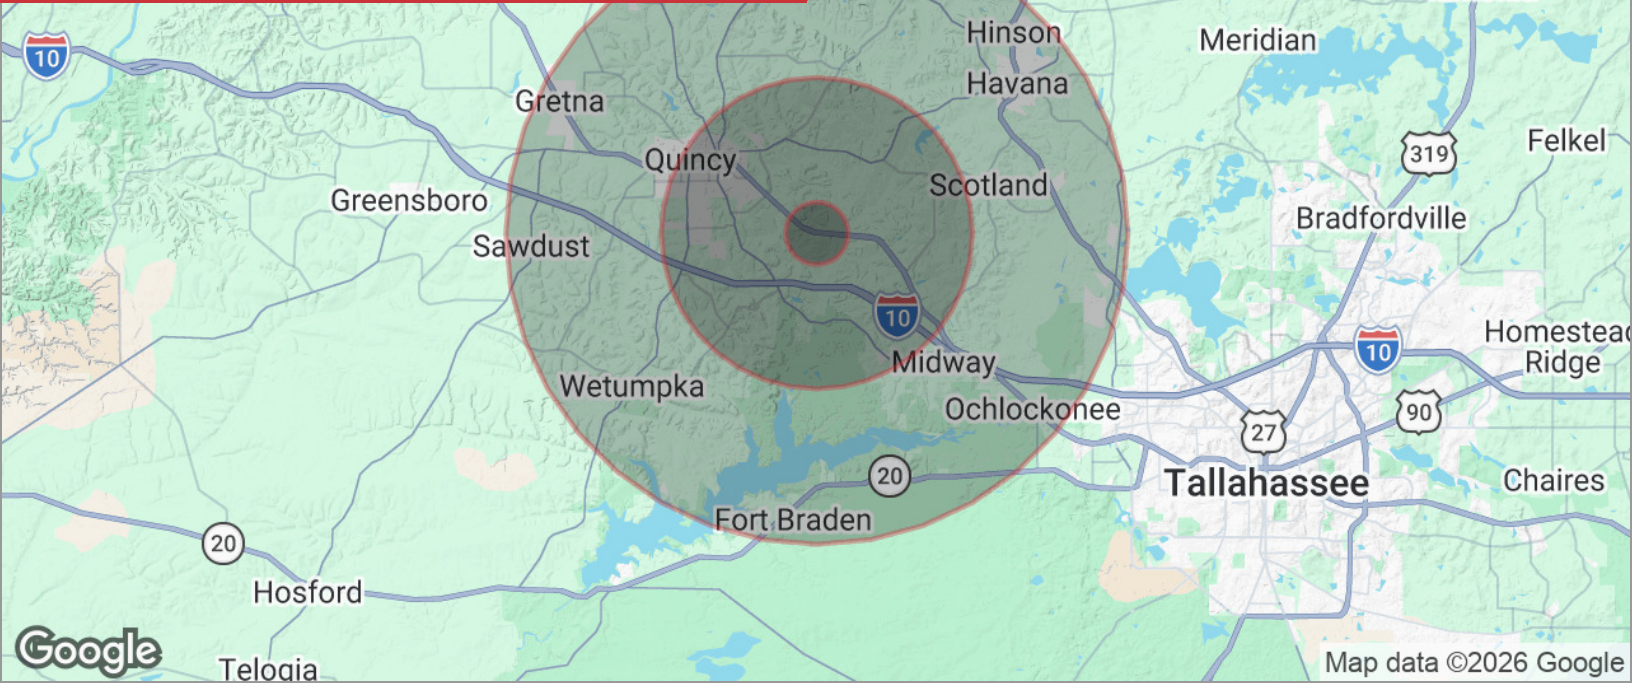 Hinson
Meridian
10
Havana
Gretna
319
Felkel
Quincy
Scotland
Greensboro
Bradfordville
Sawdust
10
Homestead
Ridge
10
Midway
Wetumpka
Ochlockonee
90
27
20
Tallahassee
Chaires
Fort Braden
20
Hosford
Google
Telogia
Map data ©2026 Google